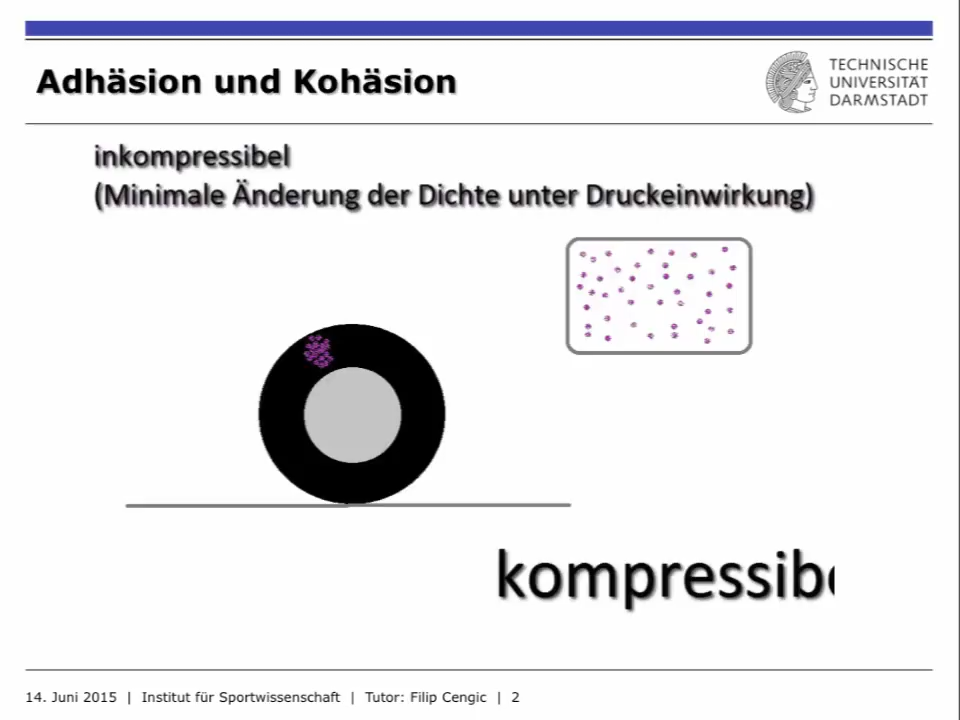 Adhäsion und Kohäsion
TECHNISCHE
UNIVERSITÄT
DARMSTADT
inkompressibel
(Minimale Änderung der Dichte unter Druckeinwirkung)
kompressib
14. Juni 2015 | Institut für Sportwissenschaft | Tutor: Filip Cengic | 2